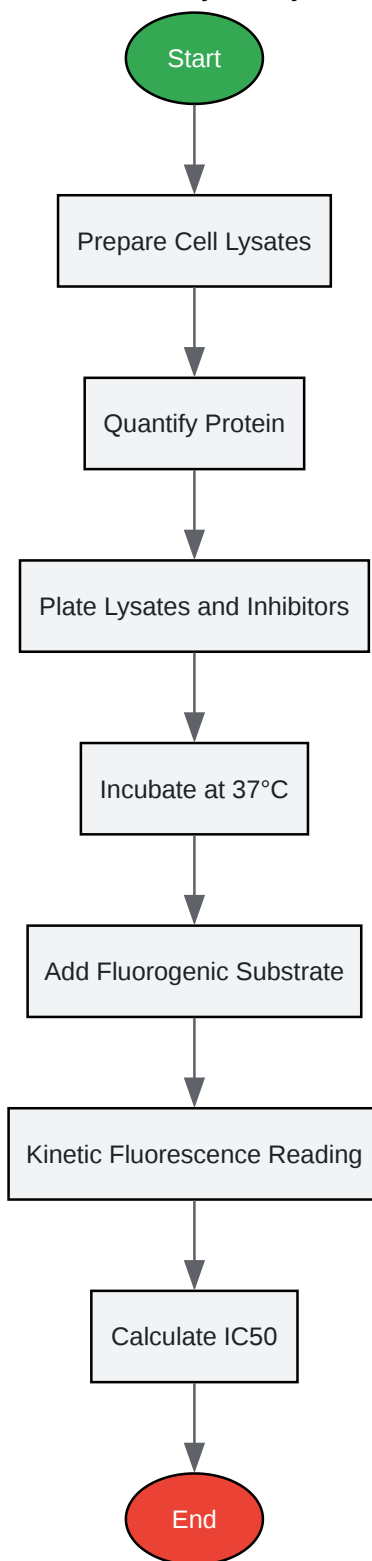 Start
Prepare Cell Lysates
Quantify Protein
Plate Lysates and Inhibitors
Incubate at 37°C
Add Fluorogenic Substrate
Kinetic Fluorescence Reading
Calculate IC50
End